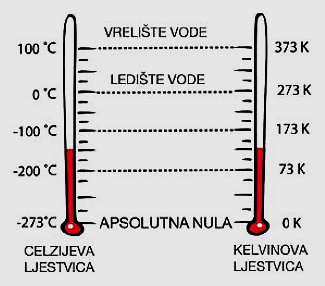 VRELIŠTE VODE
100 °C 373 K
LEDIŠTE VODE
0 °C 273 K
-100 °C 173 K
-200 °C 73 K
-273°C APSOLUTNA NULA 0 K
CELZIJEVA
LJESTVICA
KELVINOVA
LJESTVICA